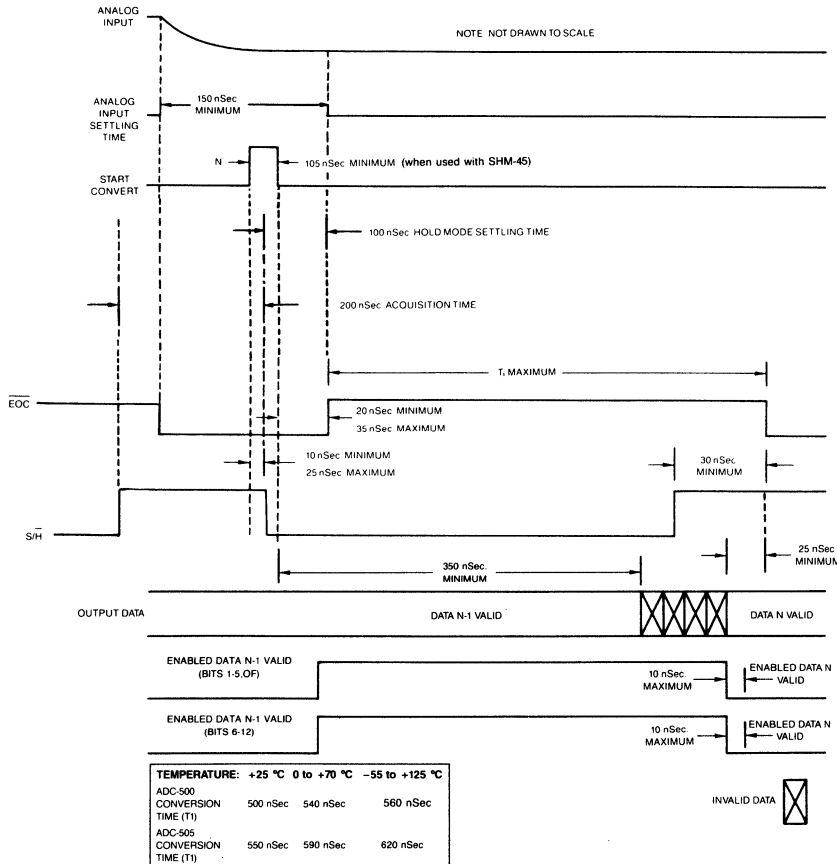 ANALOG
INPUT
NOTE NOT DRAWN TO SCALE
ANALOG
INPUT
SETTLING
TIME
150 nSec
MINIMUM
N
105 nSec MINIMUM (when used with SHM-45)
START
CONVERT
100 nSec HOLD MODE SETTLING TIME
200 nSec ACQUISITION TIME
T₁ MAXIMUM
EOC
20 nSec MINIMUM
35 nSec MAXIMUM
10 nSec MINIMUM
25 nSec MAXIMUM
30 nSec
MINIMUM
S/H
25 nSec
MINIMUM
350 nSec.
MINIMUM
OUTPUT DATA
DATA N-1 VALID
DATA N VALID
ENABLED DATA N-1 VALID
(BITS 1-5,OF)
10 nSec.
MAXIMUM
ENABLED DATA N
VALID
ENABLED DATA N-1 VALID
(BITS 6-12)
10 nSec.
MAXIMUM
ENABLED DATA N
VALID
TEMPERATURE: +25 °C 0 to +70 °C −55 to +125 °C
ADC-500
CONVERSION 500 nSec 540 nSec 560 nSec
TIME (T1)
ADC-505
CONVERSION 550 nSec 590 nSec 620 nSec
TIME (T1)
INVALID DATA